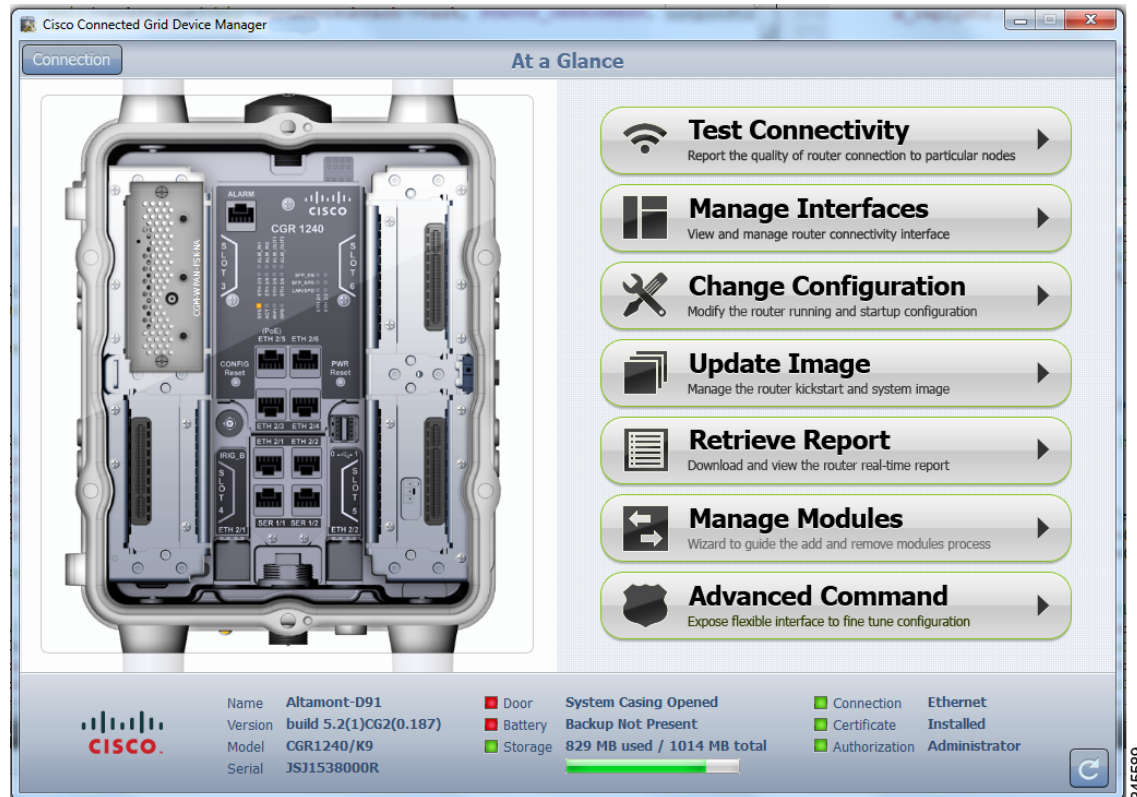 Cisco Connected Grid Device Manager
Connection
At a Glance
ALARM
CISCO
CGR 1240
SLOT 3
SLOT 6
CGM-WPAN-FSK-NA
(PoE)
ETH 2/5 ETH 2/6
CONFIG Reset
PWR Reset
ETH 2/3 ETH 2/4
ETH 2/1 ETH 2/2
IRIG_B
SLOT 4
SLOT 5
SER 1/1 SER 1/2
ETH 2/1
ETH 2/2
Test Connectivity
Report the quality of router connection to particular nodes
Manage Interfaces
View and manage router connectivity interface
Change Configuration
Modify the router running and startup configuration
Update Image
Manage the router kickstart and system image
Retrieve Report
Download and view the router real-time report
Manage Modules
Wizard to guide the add and remove modules process
Advanced Command
Expose flexible interface to fine tune configuration
CISCO
Name Altamont-D91
Version build 5.2(1)CG2(0.187)
Model CGR1240/K9
Serial JSJ1538000R
Door System Casing Opened
Battery Backup Not Present
Storage 829 MB used / 1014 MB total
Connection Ethernet
Certificate Installed
Authorization Administrator